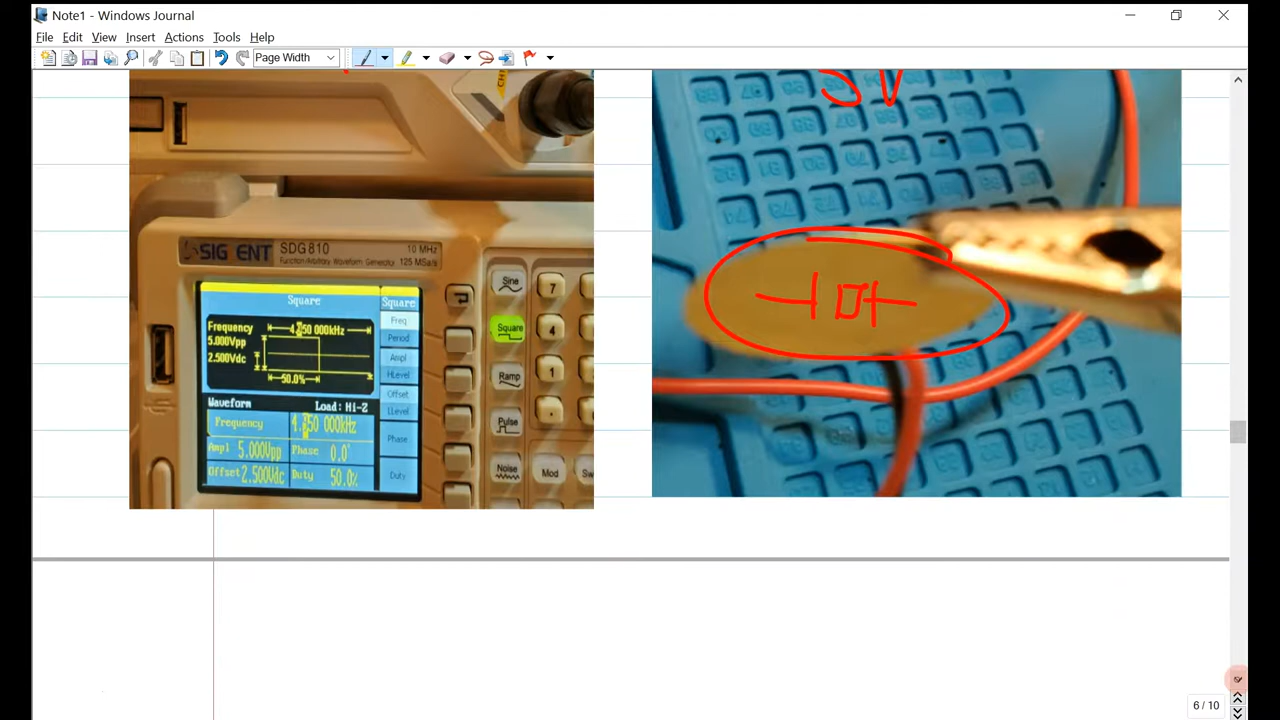 Note1 - Windows Journal
File Edit View Insert Actions Tools Help
Page Width
5V
SIGLENT SDG 810 10 MHz
Function/Arbitrary Waveform Generator 125 MSa/s
Square Square
Frequency
5.000Vpp
2.500Vdc
50.0%
Freq
Period
Ampl
HLevel
Offset
LLevel
Phase
Duty
Waveform Load: Hi-Z
Frequency
Ampl 5.000Vpp Phase 0.0°
Offset 2.500Vdc Duty 50.0%
Sine 7
Square 4
Ramp 1
Pulse .
Noise Mod Sw
6 / 10